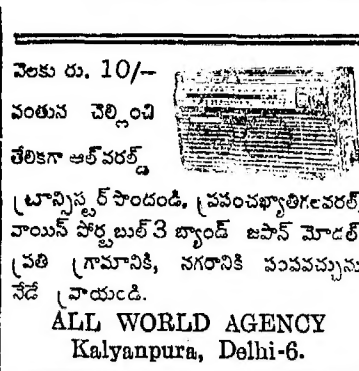 నెలకు రు. 10/–
వంతున చెల్లించి
తేలికగా ఆల్ వరల్డ్
ట్రాన్సిస్టర్ పొందండి. ప్రపంచఖ్యాతిగలవరల్డ్
వాయిస్ పోర్టబుల్ 3 బ్యాండ్ జపాన్ మోడల్
ప్రతి గ్రామానికి, నగరానికి పంపవచ్చును
నేడే వ్రాయండి.
ALL WORLD AGENCY
Kalyanpura, Delhi-6.